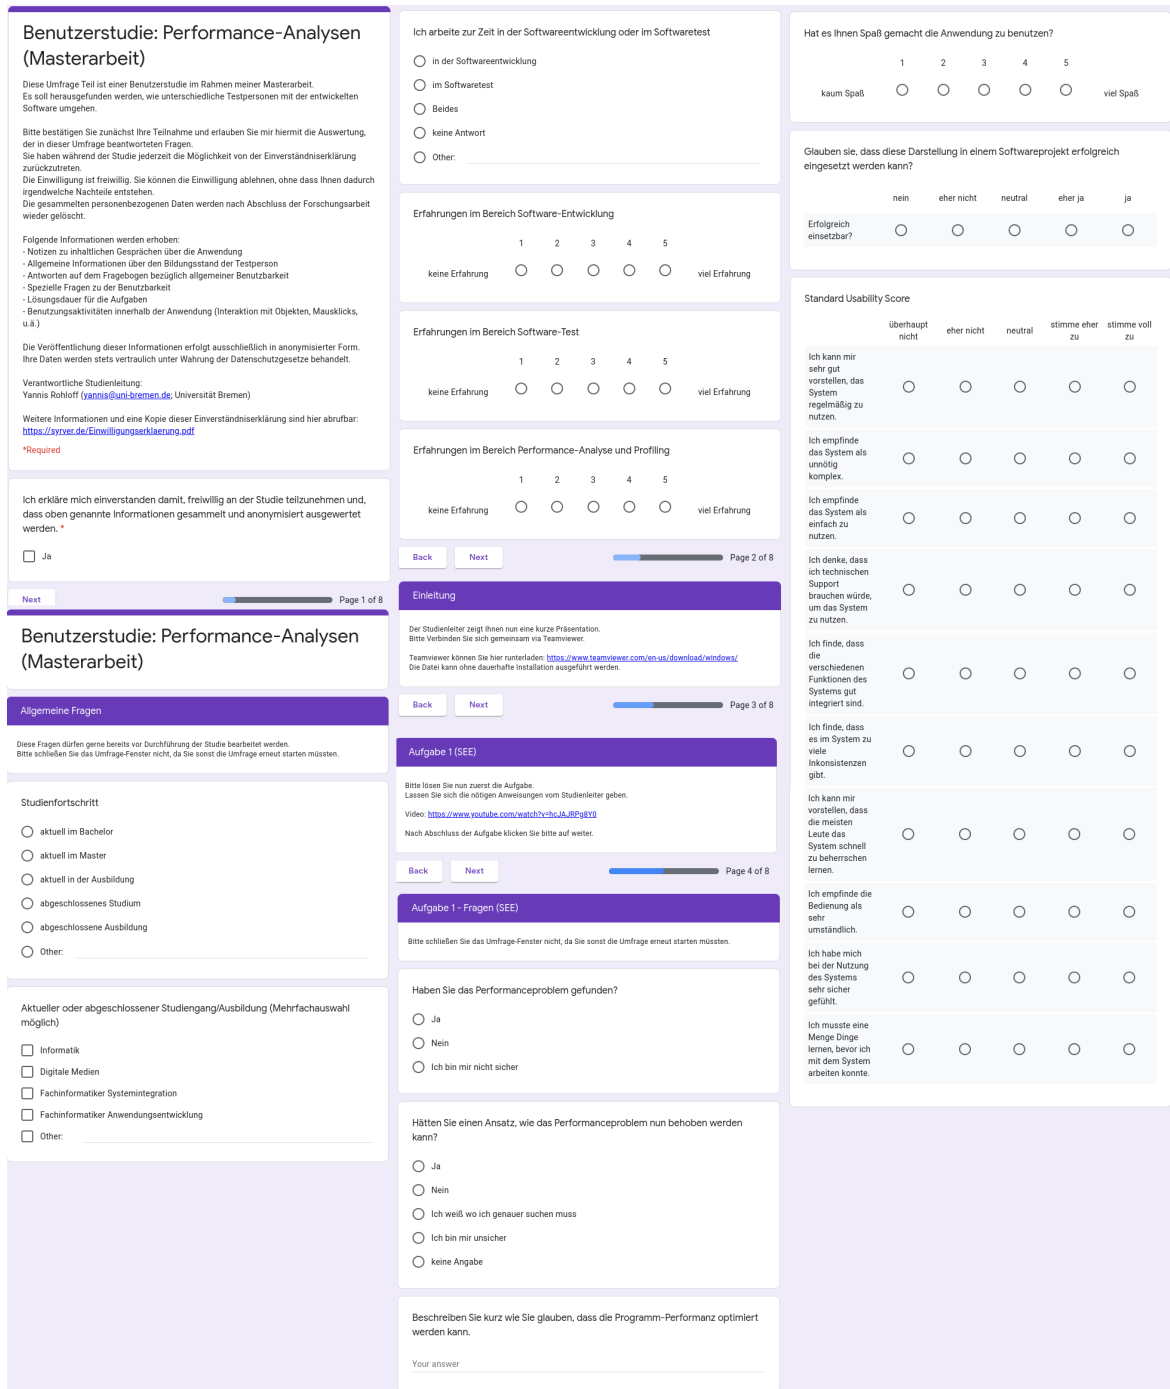 Benutzerstudie: Performance-Analysen
(Masterarbeit)
Diese Umfrage Teil ist einer Benutzerstudie im Rahmen meiner Masterarbeit.
Es soll herausgefunden werden, wie unterschiedliche Testpersonen mit der entwickelten
Software umgehen.
Bitte bestätigen Sie zunächst Ihre Teilnahme und erlauben Sie mir hiermit die Auswertung,
der in dieser Umfrage beantworteten Fragen.
Sie haben während der Studie jederzeit die Möglichkeit von der Einverständniserklärung
zurückzutreten.
Die Einwilligung ist freiwillig. Sie können die Einwilligung ablehnen, ohne dass Ihnen dadurch
irgendwelche Nachteile entstehen.
Die gesammelten personenbezogenen Daten werden nach Abschluss der Forschungsarbeit
wieder gelöscht.
Folgende Informationen werden erhoben:
- Notizen zu inhaltlichen Gesprächen über die Anwendung
- Allgemeine Informationen über den Bildungsstand der Testperson
- Antworten auf dem Fragebogen bezüglich allgemeiner Benutzbarkeit
- Spezielle Fragen zu der Benutzbarkeit
- Lösungsdauer für die Aufgaben
- Benutzungsaktivitäten innerhalb der Anwendung (Interaktion mit Objekten, Mausklicks,
u.ä.)
Die Veröffentlichung dieser Informationen erfolgt ausschließlich in anonymisierter Form.
Ihre Daten werden stets vertraulich unter Wahrung der Datenschutzgesetze behandelt.
Verantwortliche Studienleitung:
Yannis Rohloff (yannis@uni-bremen.de; Universität Bremen)
Weitere Informationen und eine Kopie dieser Einverständniserklärung sind hier abrufbar:
https://syrver.de/Einwilligungserklaerung.pdf
*Required
Ich erkläre mich einverstanden damit, freiwillig an der Studie teilzunehmen und,
dass oben genannte Informationen gesammelt und anonymisiert ausgewertet
werden. *
Ja
Next Page 1 of 8
Benutzerstudie: Performance-Analysen
(Masterarbeit)
Allgemeine Fragen
Diese Fragen dürfen gerne bereits vor Durchführung der Studie bearbeitet werden.
Bitte schließen Sie das Umfrage-Fenster nicht, da Sie sonst die Umfrage erneut starten müssten.
Studienfortschritt
aktuell im Bachelor
aktuell im Master
aktuell in der Ausbildung
abgeschlossenes Studium
abgeschlossene Ausbildung
Other:
Aktueller oder abgeschlossener Studiengang/Ausbildung (Mehrfachauswahl
möglich)
Informatik
Digitale Medien
Fachinformatiker Systemintegration
Fachinformatiker Anwendungsentwicklung
Other:
Ich arbeite zur Zeit in der Softwareentwicklung oder im Softwaretest
in der Softwareentwicklung
im Softwaretest
Beides
keine Antwort
Other:
Erfahrungen im Bereich Software-Entwicklung
1 2 3 4 5
keine Erfahrung viel Erfahrung
Erfahrungen im Bereich Software-Test
1 2 3 4 5
keine Erfahrung viel Erfahrung
Erfahrungen im Bereich Performance-Analyse und Profiling
1 2 3 4 5
keine Erfahrung viel Erfahrung
Back Next Page 2 of 8
Einleitung
Der Studienleiter zeigt Ihnen nun eine kurze Präsentation.
Bitte Verbinden Sie sich gemeinsam via Teamviewer.
Teamviewer können Sie hier runterladen: https://www.teamviewer.com/en-us/download/windows/
Die Datei kann ohne dauerhafte Installation ausgeführt werden.
Back Next Page 3 of 8
Aufgabe 1 (SEE)
Bitte lösen Sie nun zuerst die Aufgabe.
Lassen Sie sich die nötigen Anweisungen vom Studienleiter geben.
Video: https://www.youtube.com/watch?v=hcJAJRPg8Y0
Nach Abschluss der Aufgabe klicken Sie bitte auf weiter.
Back Next Page 4 of 8
Aufgabe 1 - Fragen (SEE)
Bitte schließen Sie das Umfrage-Fenster nicht, da Sie sonst die Umfrage erneut starten müssten.
Haben Sie das Performanceproblem gefunden?
Ja
Nein
Ich bin mir nicht sicher
Hätten Sie einen Ansatz, wie das Performanceproblem nun behoben werden
kann?
Ja
Nein
Ich weiß wo ich genauer suchen muss
Ich bin mir unsicher
keine Angabe
Beschreiben Sie kurz wie Sie glauben, dass die Programm-Performanz optimiert
werden kann.
Your answer
Hat es Ihnen Spaß gemacht die Anwendung zu benutzen?
1 2 3 4 5
kaum Spaß viel Spaß
Glauben sie, dass diese Darstellung in einem Softwareprojekt erfolgreich
eingesetzt werden kann?
nein eher nicht neutral eher ja ja
Erfolgreich
einsetzbar?
Standard Usability Score
überhaupt
nicht
eher nicht
neutral
stimme eher
zu
stimme voll
zu
Ich kann mir
sehr gut
vorstellen, das
System
regelmäßig zu
nutzen.
Ich empfinde
das System als
unnötig
komplex.
Ich empfinde
das System als
einfach zu
nutzen.
Ich denke, dass
ich technischen
Support
brauchen würde,
um das System
zu nutzen.
Ich finde, dass
die
verschiedenen
Funktionen des
Systems gut
integriert sind.
Ich finde, dass
es im System zu
viele
Inkonsistenzen
gibt.
Ich kann mir
vorstellen, dass
die meisten
Leute das
System schnell
zu beherrschen
lernen.
Ich empfinde die
Bedienung als
sehr
umständlich.
Ich habe mich
bei der Nutzung
des Systems
sehr sicher
gefühlt.
Ich musste eine
Menge Dinge
lernen, bevor ich
mit dem System
arbeiten konnte.